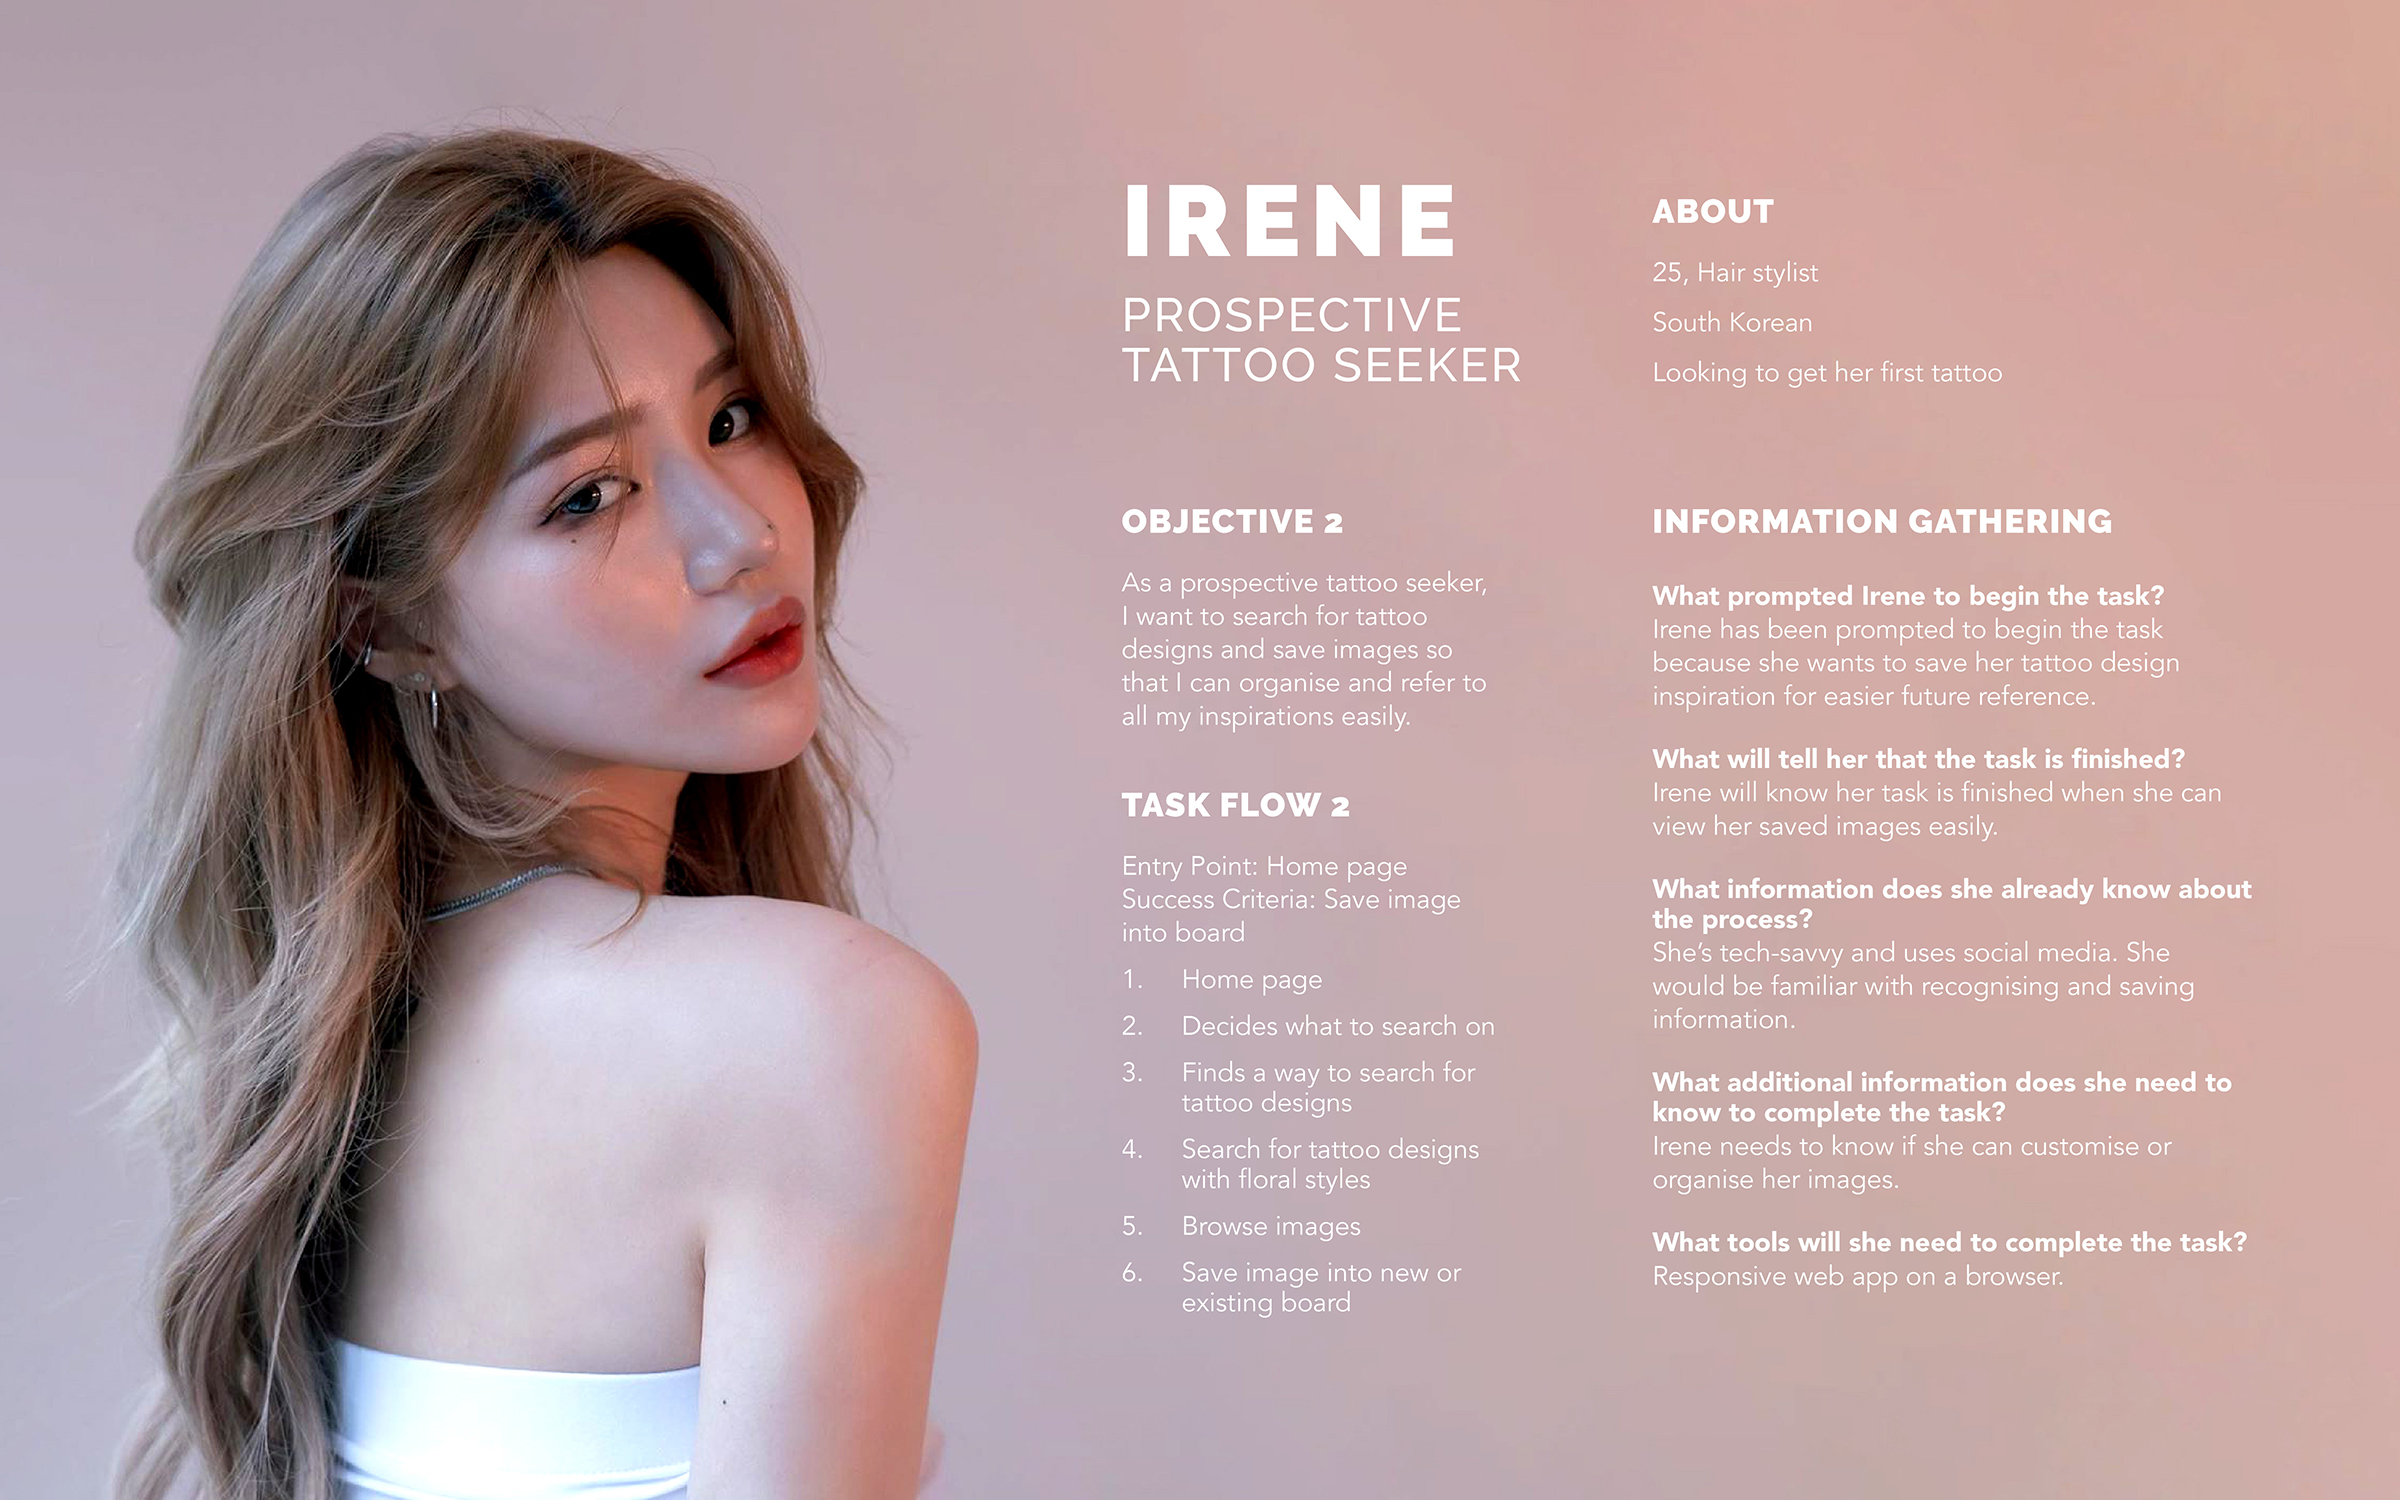 IRENE
PROSPECTIVE
TATTOO SEEKER
ABOUT
25, Hair stylist
South Korean
Looking to get her first tattoo
OBJECTIVE 2
As a prospective tattoo seeker,
I want to search for tattoo
designs and save images so
that I can organise and refer to
all my inspirations easily.
TASK FLOW 2
Entry Point: Home page
Success Criteria: Save image
into board
1. Home page
2. Decides what to search on
3. Finds a way to search for
tattoo designs
4. Search for tattoo designs
with floral styles
5. Browse images
6. Save image into new or
existing board
INFORMATION GATHERING
What prompted Irene to begin the task?
Irene has been prompted to begin the task
because she wants to save her tattoo design
inspiration for easier future reference.
What will tell her that the task is finished?
Irene will know her task is finished when she can
view her saved images easily.
What information does she already know about
the process?
She's tech-savvy and uses social media. She
would be familiar with recognising and saving
information.
What additional information does she need to
know to complete the task?
Irene needs to know if she can customise or
organise her images.
What tools will she need to complete the task?
Responsive web app on a browser.